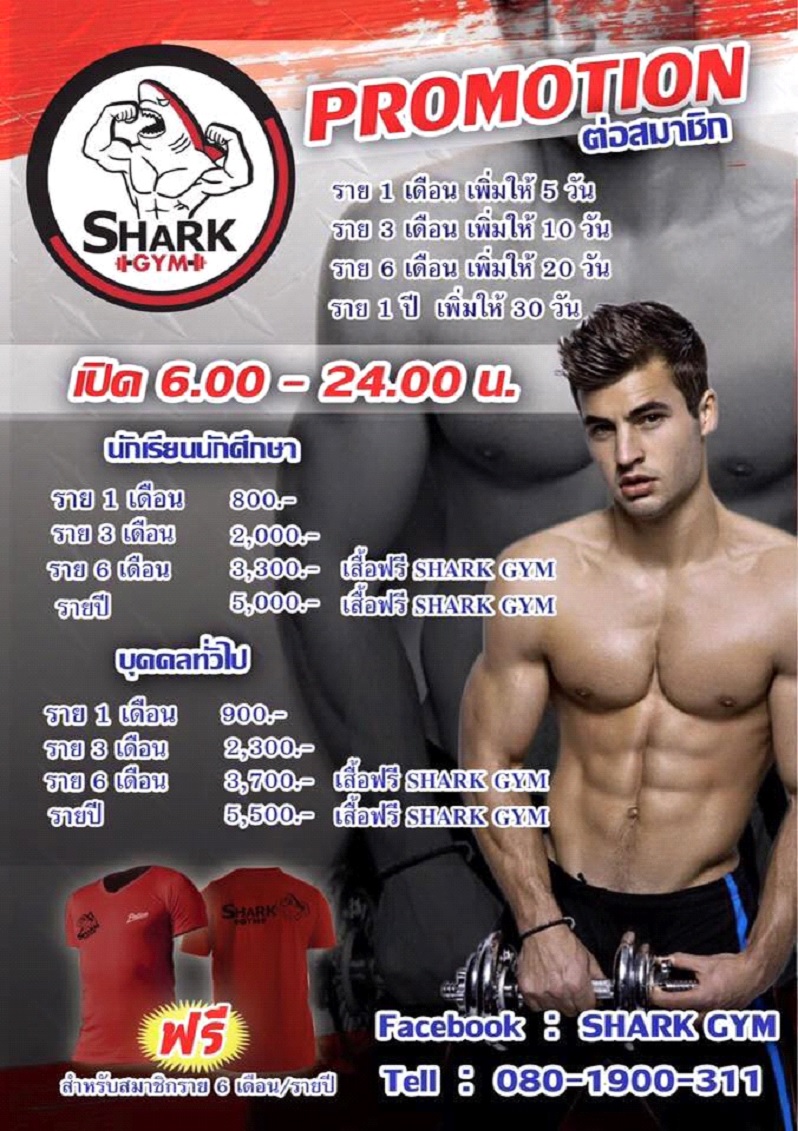 SHARK
GYM
PROMOTION
ต่อสมาชิก
ราย 1 เดือน เพิ่มให้ 5 วัน
ราย 3 เดือน เพิ่มให้ 10 วัน
ราย 6 เดือน เพิ่มให้ 20 วัน
ราย 1 ปี เพิ่มให้ 30 วัน
เปิด 6.00 - 24.00 น.
นักเรียนนักศึกษา
ราย 1 เดือน 800.-
ราย 3 เดือน 2,000.-
ราย 6 เดือน 3,300.- เสื้อฟรี SHARK GYM
รายปี 5,000.- เสื้อฟรี SHARK GYM
บุคคลทั่วไป
ราย 1 เดือน 900.-
ราย 3 เดือน 2,300.-
ราย 6 เดือน 3,700.- เสื้อฟรี SHARK GYM
รายปี 5,500.- เสื้อฟรี SHARK GYM
SHARK
GYM
ฟรี
สำหรับสมาชิกราย 6 เดือน/รายปี
Facebook : SHARK GYM
Tell : 080-1900-311